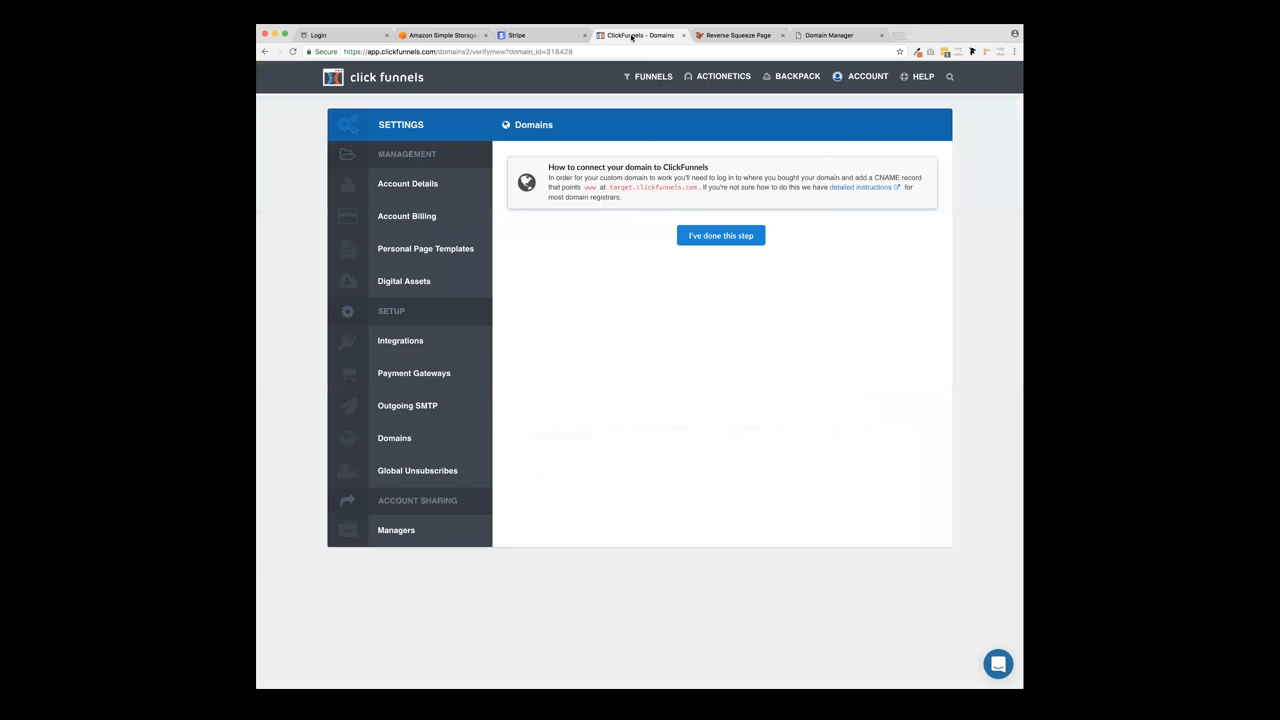 Login
Amazon Simple Storage
Stripe
ClickFunnels - Domains
Reverse Squeeze Page
Domain Manager
Secure
https://app.clickfunnels.com/domains2/verify/new?domain_id=318428
click funnels
FUNNELS
ACTIONETICS
BACKPACK
ACCOUNT
HELP
SETTINGS
Domains
MANAGEMENT
Account Details
Account Billing
Personal Page Templates
Digital Assets
SETUP
Integrations
Payment Gateways
Outgoing SMTP
Domains
Global Unsubscribes
ACCOUNT SHARING
Managers
How to connect your domain to ClickFunnels
In order for your custom domain to work you'll need to log in to where you bought your domain and add a CNAME record
that points www at target.clickfunnels.com. If you're not sure how to do this we have detailed instructions for
most domain registrars.
I've done this step